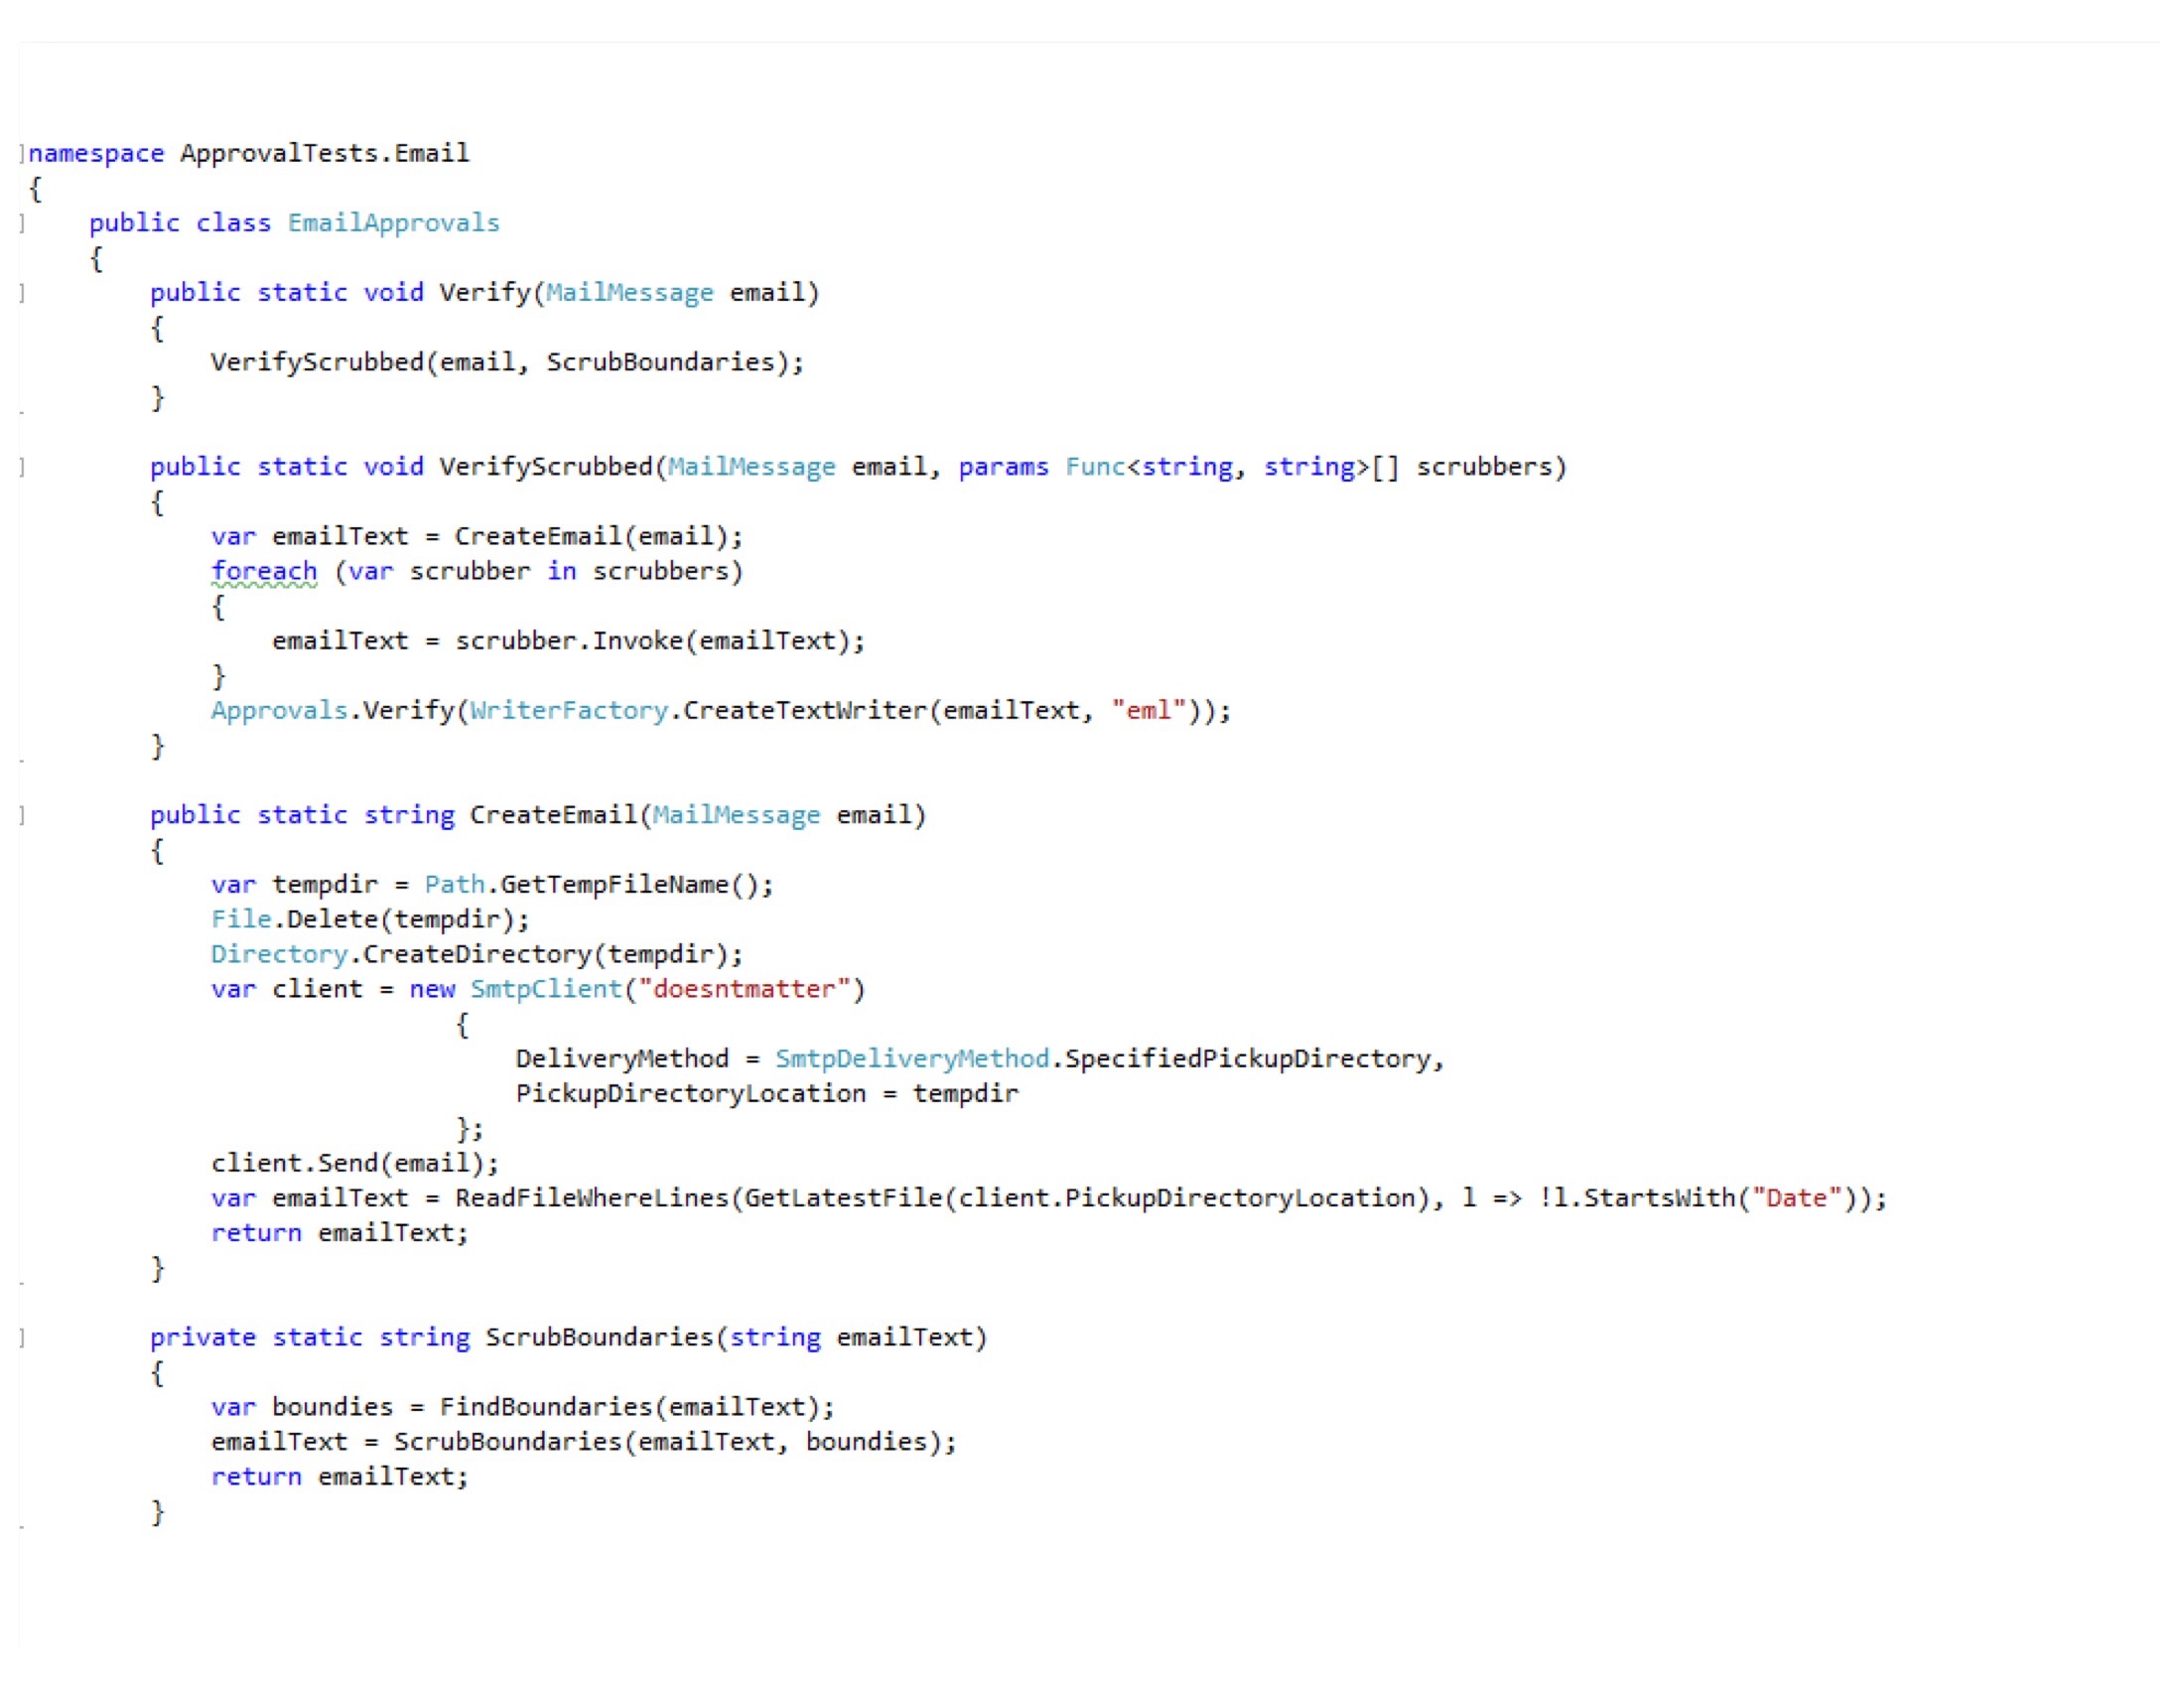 namespace ApprovalTests.Email
{
    public class EmailApprovals
    {
        public static void Verify(MailMessage email)
        {
            VerifyScrubbed(email, ScrubBoundaries);
        }

        public static void VerifyScrubbed(MailMessage email, params Func<string, string>[] scrubbers)
        {
            var emailText = CreateEmail(email);
            foreach (var scrubber in scrubbers)
            {
                emailText = scrubber.Invoke(emailText);
            }
            Approvals.Verify(WriterFactory.CreateTextWriter(emailText, "eml"));
        }

        public static string CreateEmail(MailMessage email)
        {
            var tempdir = Path.GetTempFileName();
            File.Delete(tempdir);
            Directory.CreateDirectory(tempdir);
            var client = new SmtpClient("doesntmatter")
                            {
                                DeliveryMethod = SmtpDeliveryMethod.SpecifiedPickupDirectory,
                                PickupDirectoryLocation = tempdir
                            };
            client.Send(email);
            var emailText = ReadFileWhereLines(GetLatestFile(client.PickupDirectoryLocation), l => !l.StartsWith("Date"));
            return emailText;
        }

        private static string ScrubBoundaries(string emailText)
        {
            var boundies = FindBoundaries(emailText);
            emailText = ScrubBoundaries(emailText, boundies);
            return emailText;
        }